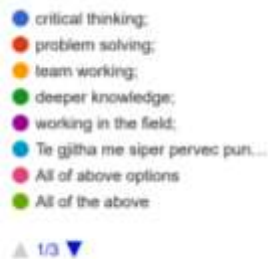 critical thinking;
problem solving;
team working;
deeper knowledge;
working in the field;
Te gjitha me siper pervec pun...
All of above options
All of the above
1/3